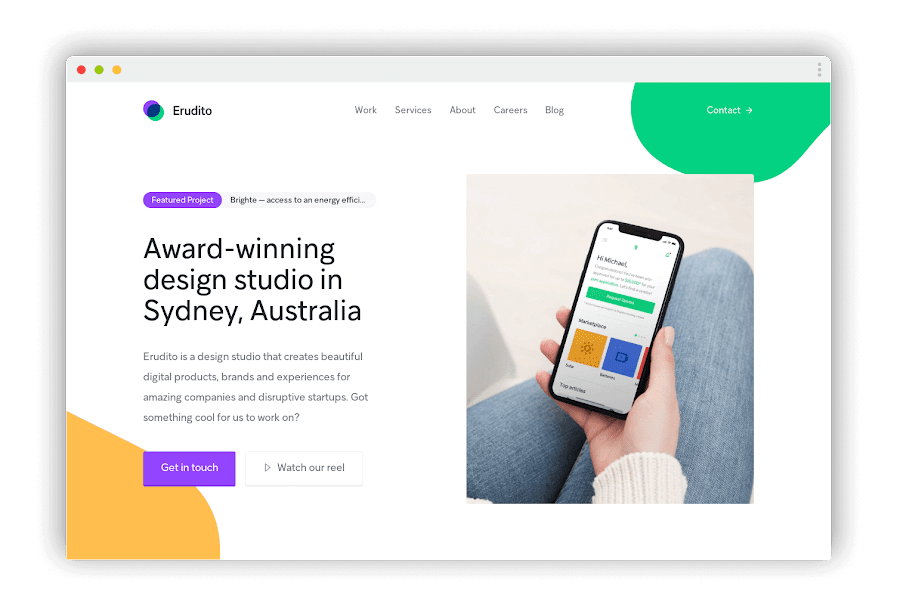 Erudito
Work
Services
About
Careers
Blog
Contact →
Featured Project
Brighte — access to an energy effici...
Award-winning
design studio in
Sydney, Australia
Erudito is a design studio that creates beautiful
digital products, brands and experiences for
amazing companies and disruptive startups. Got
something cool for us to work on?
Get in touch
Watch our reel
Hi Michael,
Marketplace
Solar
Batteries
Top articles